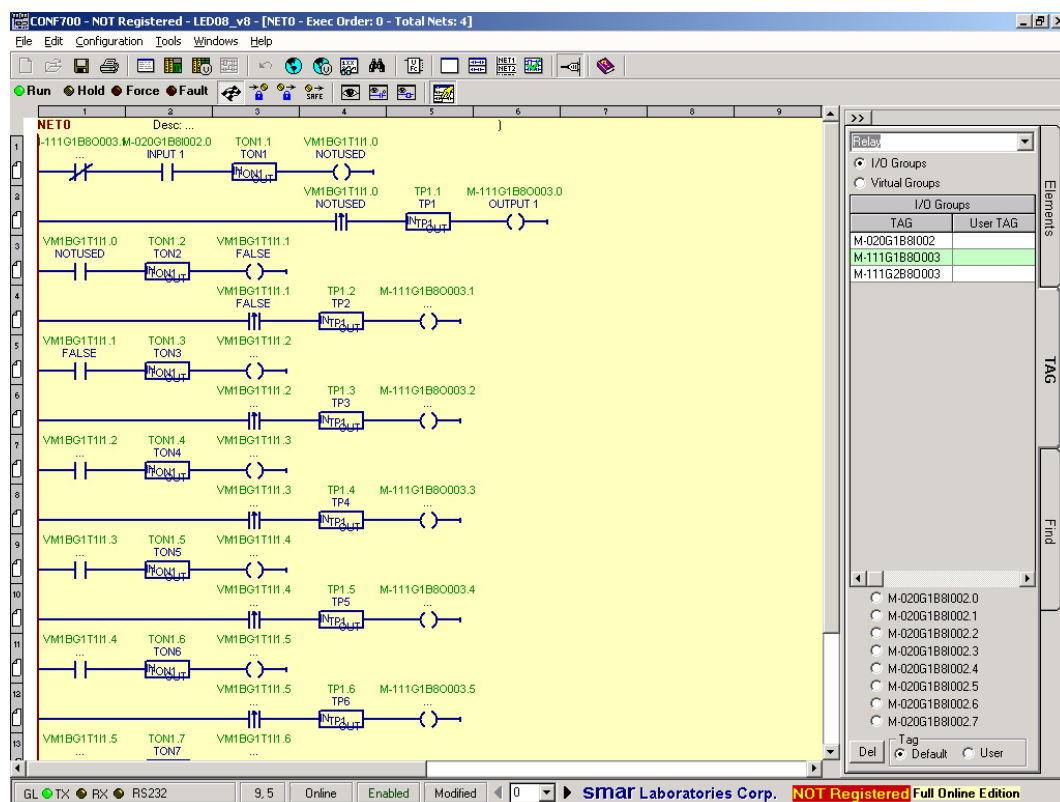 CONF700 - NOT Registered - LED08_v8 - [NET0 - Exec Order: 0 - Total Nets: 4]
File Edit Configuration Tools Windows Help
Run Hold Force Fault
1 2 3 4 5 6 7 8 9
NET0 Desc: ... )
M-020G1B8I002.0 TON1.1 VM1BG1T1I1.0
... INPUT 1 TON1 NOTUSED
VM1BG1T1I1.0 TP1.1 M-111G1B8O003.0
NOTUSED TP1 OUTPUT 1
VM1BG1T1I1.0 TON1.2 VM1BG1T1I1.1
NOTUSED TON2 FALSE
VM1BG1T1I1.1 TP1.2 M-111G1B8O003.1
FALSE TP2 ...
VM1BG1T1I1.1 TON1.3 VM1BG1T1I1.2
FALSE TON3 ...
VM1BG1T1I1.2 TP1.3 M-111G1B8O003.2
... TP3 ...
VM1BG1T1I1.2 TON1.4 VM1BG1T1I1.3
... TON4 ...
VM1BG1T1I1.3 TP1.4 M-111G1B8O003.3
... TP4 ...
VM1BG1T1I1.3 TON1.5 VM1BG1T1I1.4
... TON5 ...
VM1BG1T1I1.4 TP1.5 M-111G1B8O003.4
... TP5 ...
VM1BG1T1I1.4 TON1.6 VM1BG1T1I1.5
... TON6 ...
VM1BG1T1I1.5 TP1.6 M-111G1B8O003.5
... TP6 ...
VM1BG1T1I1.5 TON1.7 VM1BG1T1I1.6
... TON7 ...
>>
Relay
I/O Groups
Virtual Groups
I/O Groups
TAG User TAG
M-020G1B8I002
M-111G1B8O003
M-111G2B8O003
M-020G1B8I002.0
M-020G1B8I002.1
M-020G1B8I002.2
M-020G1B8I002.3
M-020G1B8I002.4
M-020G1B8I002.5
M-020G1B8I002.6
M-020G1B8I002.7
Tag
Del Default User
Elements
TAG
Find
GL TX RX RS232 9, 5 Online Enabled Modified 0 smar Laboratories Corp. NOT Registered Full Online Edition